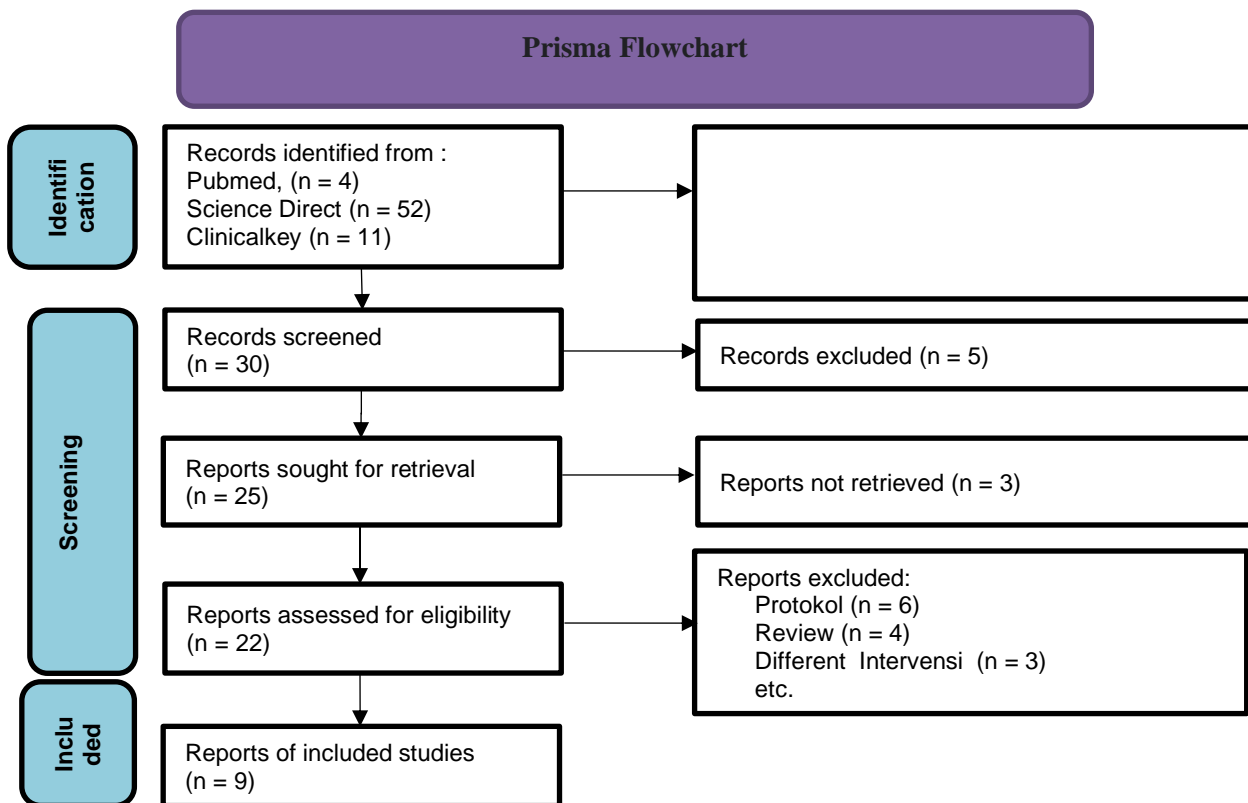 Prisma Flowchart
Identifi
cation
Records identified from :
Pubmed, (n = 4)
Science Direct (n = 52)
Clinicalkey (n = 11)
Screening
Records screened
(n = 30)
Records excluded (n = 5)
Reports sought for retrieval
(n = 25)
Reports not retrieved (n = 3)
Reports assessed for eligibility
(n = 22)
Reports excluded:
Protokol (n = 6)
Review (n = 4)
Different Intervensi (n = 3)
etc.
Inclu
ded
Reports of included studies
(n = 9)